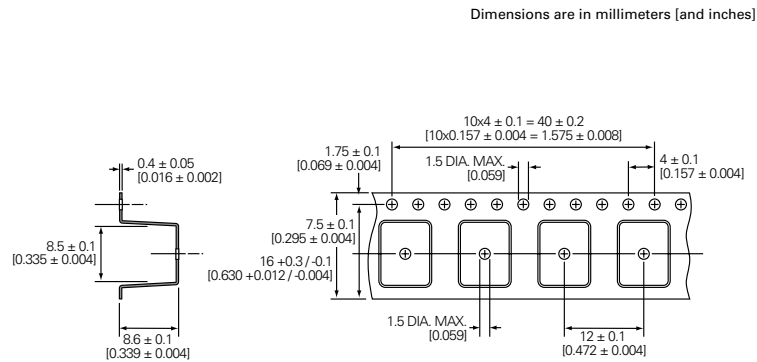 Dimensions are in millimeters [and inches]
10x4 ± 0.1 = 40 ± 0.2
[10x0.157 ± 0.004 = 1.575 ± 0.008]
1.75 ± 0.1
[0.069 ± 0.004]
1.5 DIA. MAX.
[0.059]
4 ± 0.1
[0.157 ± 0.004]
0.4 ± 0.05
[0.016 ± 0.002]
7.5 ± 0.1
[0.295 ± 0.004]
8.5 ± 0.1
[0.335 ± 0.004]
16 +0.3 / -0.1
[0.630 +0.012 / -0.004]
1.5 DIA. MAX.
[0.059]
12 ± 0.1
[0.472 ± 0.004]
8.6 ± 0.1
[0.339 ± 0.004]